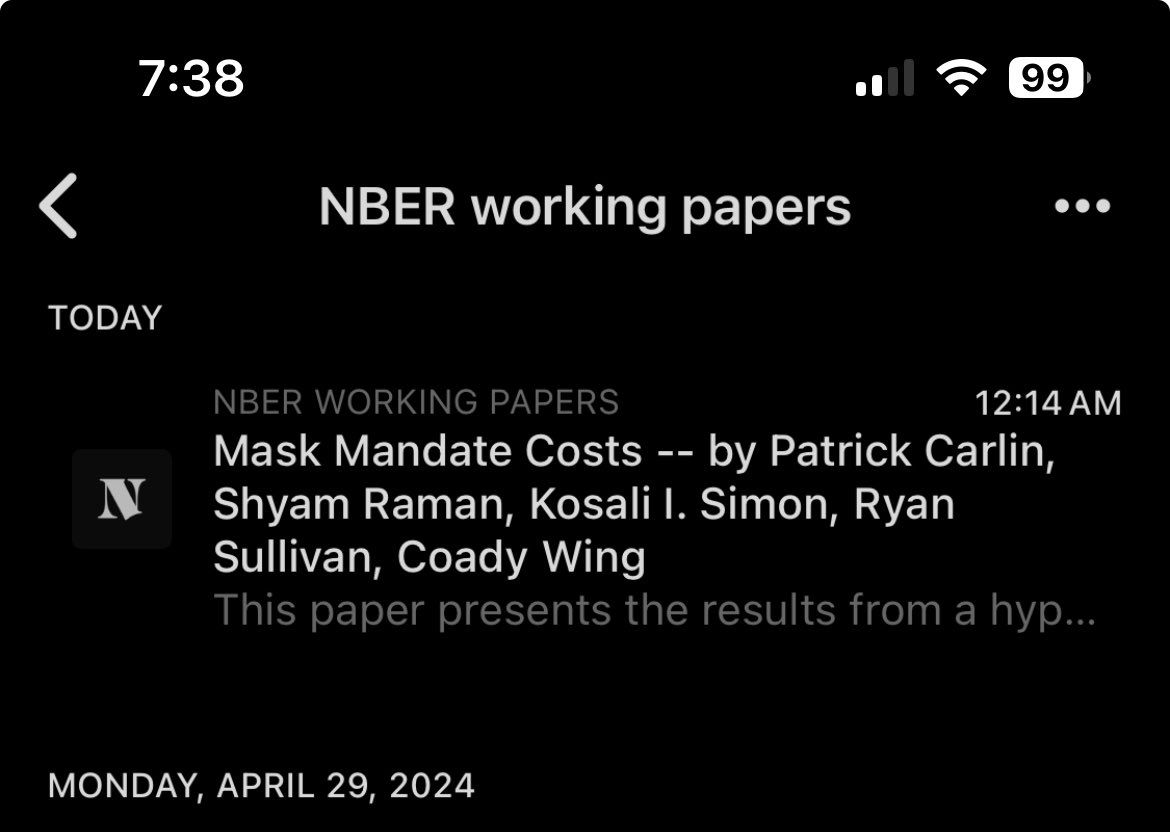 7:38
99
NBER working papers
TODAY
NBER WORKING PAPERS
12:14 AM
Mask Mandate Costs -- by Patrick Carlin,
Shyam Raman, Kosali I. Simon, Ryan
Sullivan, Coady Wing
This paper presents the results from a hyp...
N
MONDAY, APRIL 29, 2024